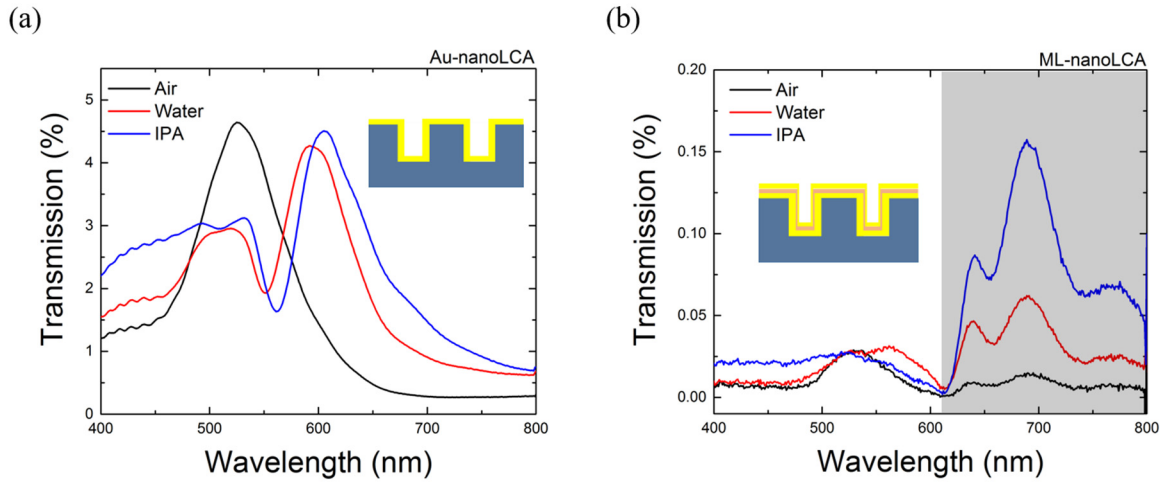 (a)
(b)
Au-nanoLCA
ML-nanoLCA
Air
Water
IPA
Air
Water
IPA
Transmission (%)
5
4
3
2
1
0
400
500
600
700
800
Wavelength (nm)
Transmission (%)
0.20
0.15
0.10
0.05
0.00
400
500
600
700
800
Wavelength (nm)